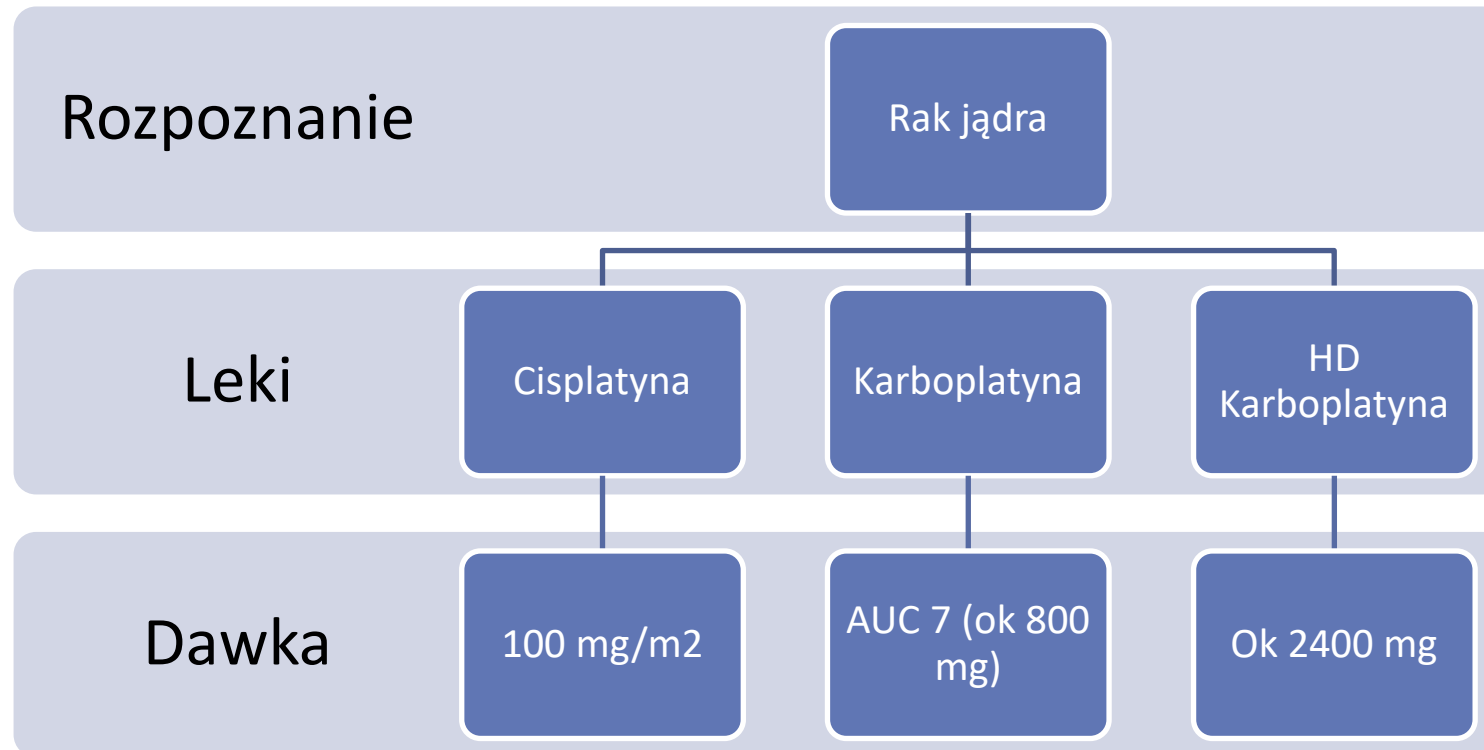 Rozpoznanie
Rak jądra
Leki
Cisplatyna
Karboplatyna
HD
Karboplatyna
Dawka
100 mg/m2
AUC 7 (ok 800
mg)
Ok 2400 mg